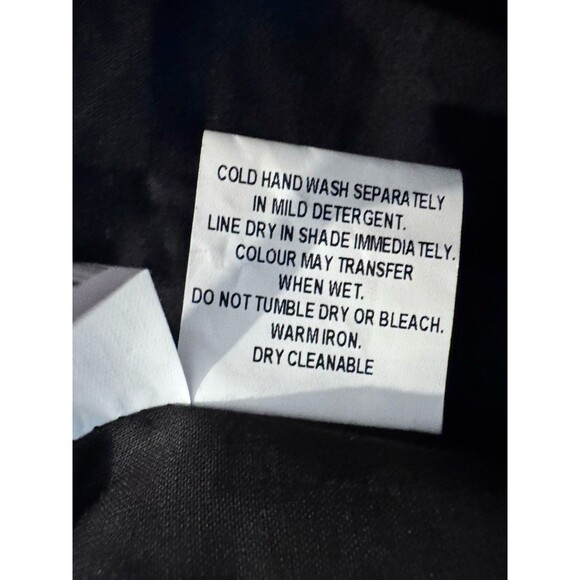 COLD HAND WASH SEPARATELY
IN MILD DETERGENT.
LINE DRY IN SHADE IMMEDIATELY.
COLOUR MAY TRANSFER
WHEN WET.
DO NOT TUMBLE DRY OR BLEACH.
WARM IRON.
DRY CLEANABLE